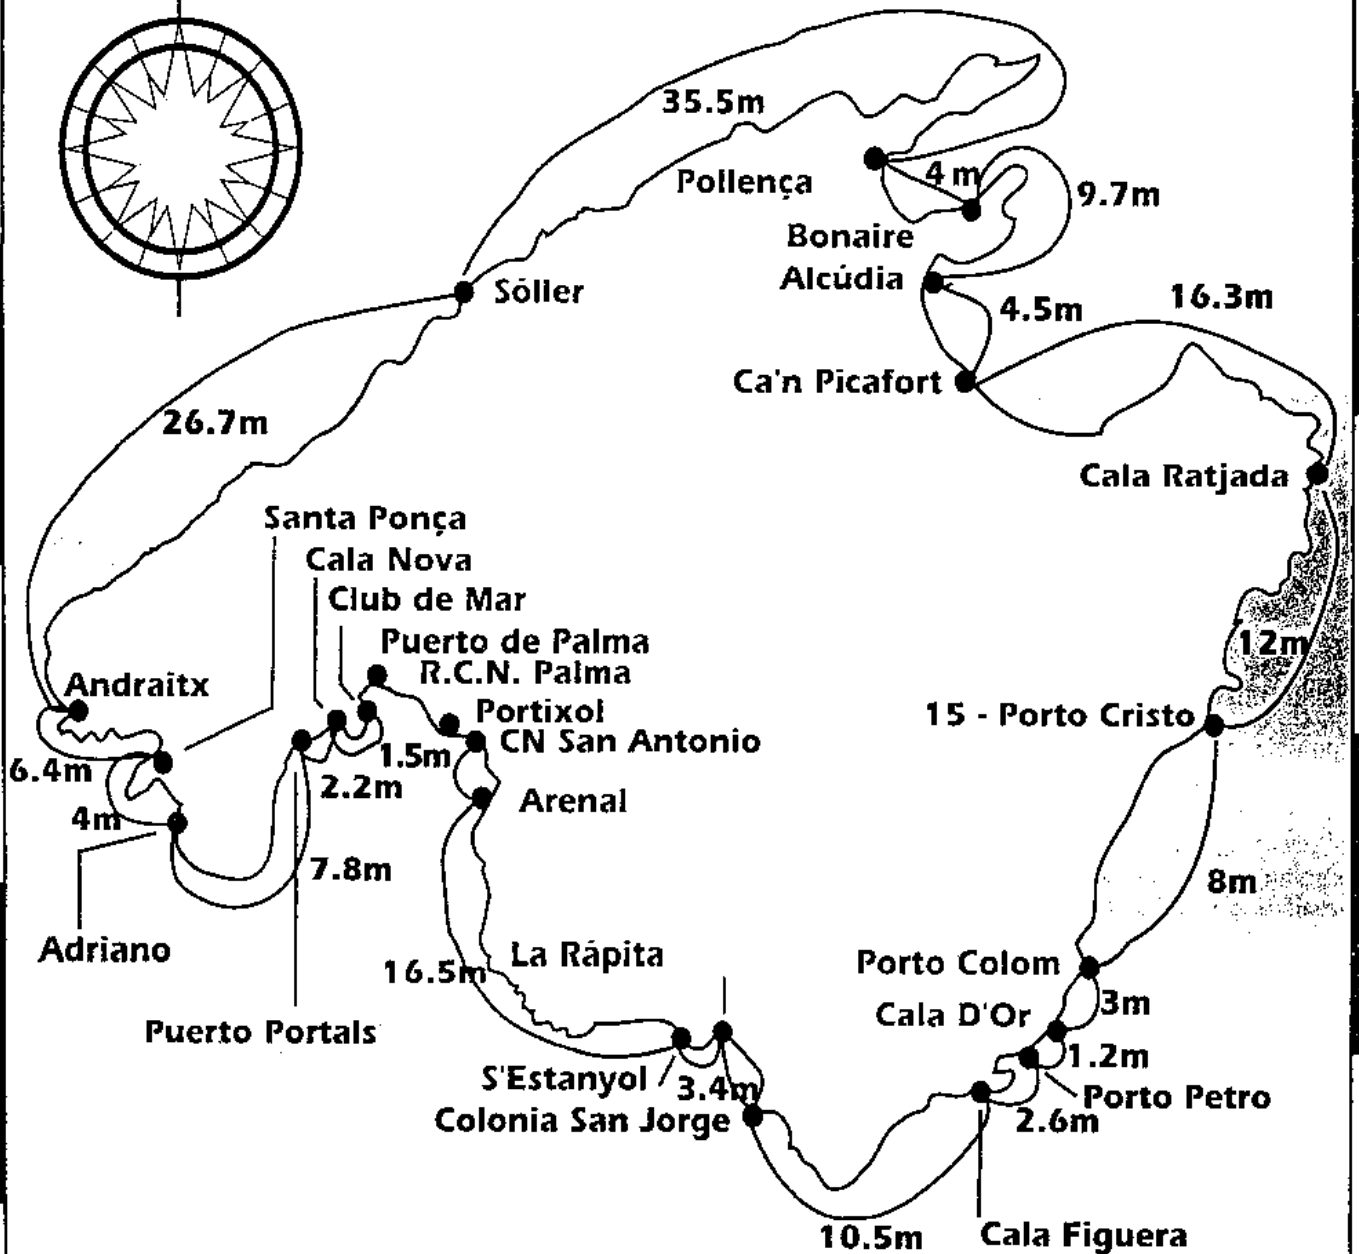 35.5m
Pollença
4 m
9.7m
Bonaire
Alcúdia
Sóller
4.5m
16.3m
Ca'n Picafort
26.7m
Cala Ratjada
Santa Ponça
Cala Nova
Club de Mar
Puerto de Palma
R.C.N. Palma
12m
Andraitx
Portixol
15 - Porto Cristo
CN San Antonio
1.5m
6.4m
2.2m
Arenal
4m
7.8m
8m
Adriano
La Rápita
16.5m
Porto Colom
3m
Cala D'Or
Puerto Portals
1.2m
S'Estanyol
3.4m
Porto Petro
Colonia San Jorge
2.6m
10.5m
Cala Figuera